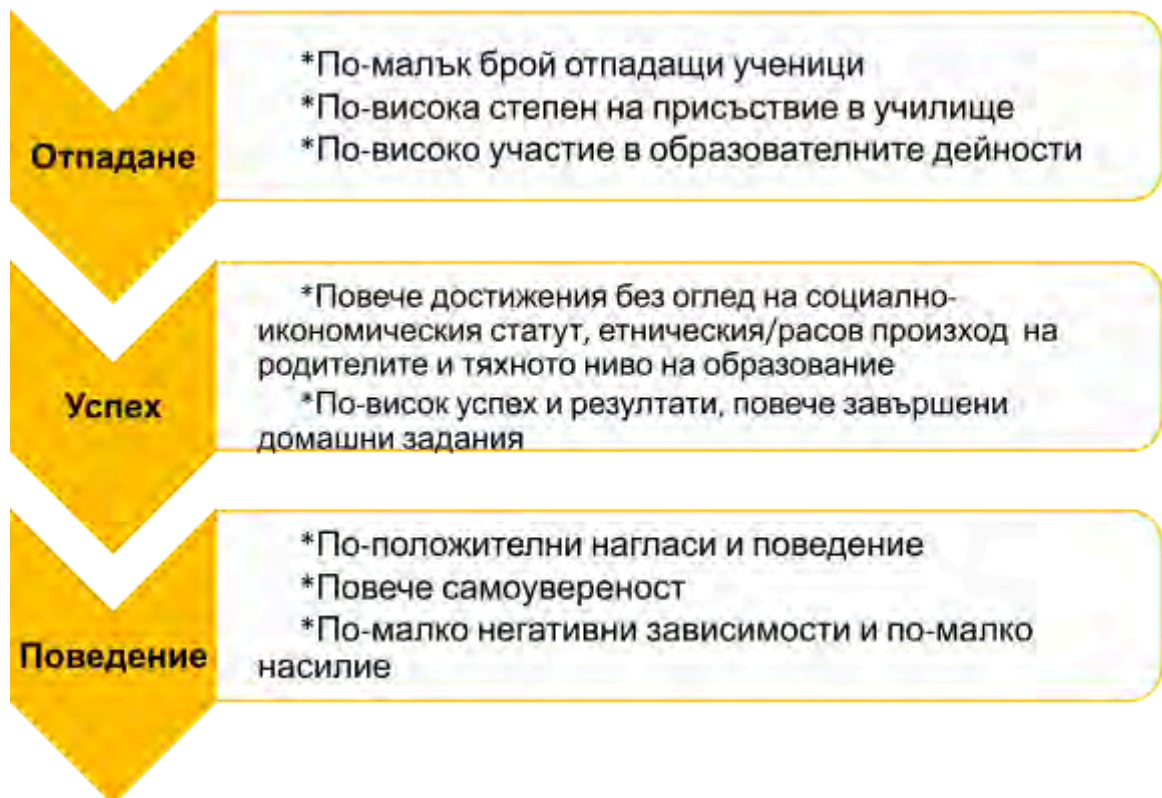 Отпадане
*По-малък брой отпадащи ученици
*По-висока степен на присъствие в училище
*По-високо участие в образователните дейности
Успех
*Повече достижения без оглед на социално-
икономическия статут, етническия/расов произход на
родителите и тяхното ниво на образование
*По-висок успех и резултати, повече завършени
домашни задания
Поведение
*По-положителни нагласи и поведение
*Повече самоувереност
*По-малко негативни зависимости и по-малко
насилие